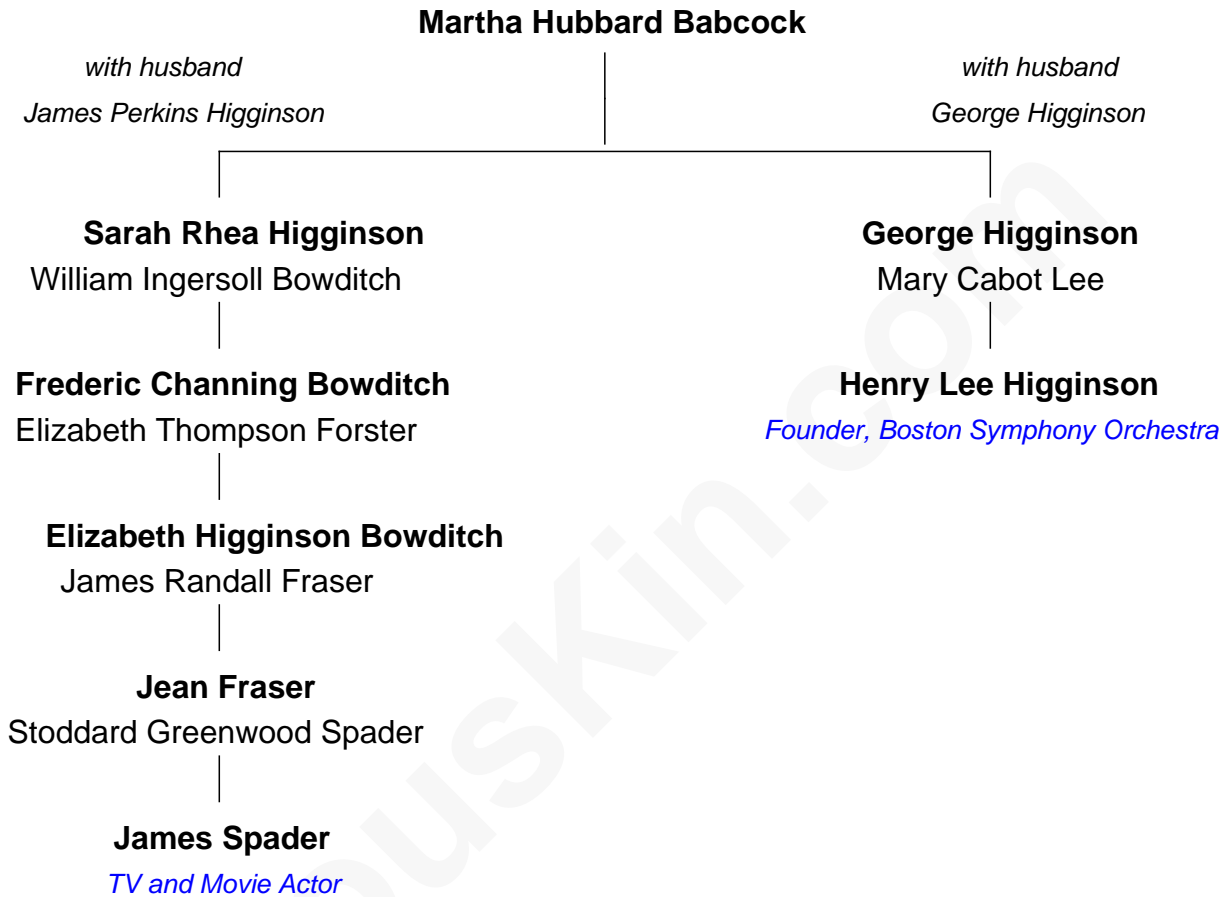 Martha Hubbard Babcock
with husband
James Perkins Higginson
with husband
George Higginson
Sarah Rhea Higginson
William Ingersoll Bowditch
George Higginson
Mary Cabot Lee
Frederic Channing Bowditch
Elizabeth Thompson Forster
Henry Lee Higginson
Founder, Boston Symphony Orchestra
Elizabeth Higginson Bowditch
James Randall Fraser
Jean Fraser
Stoddard Greenwood Spader
James Spader
TV and Movie Actor
ousKin.com